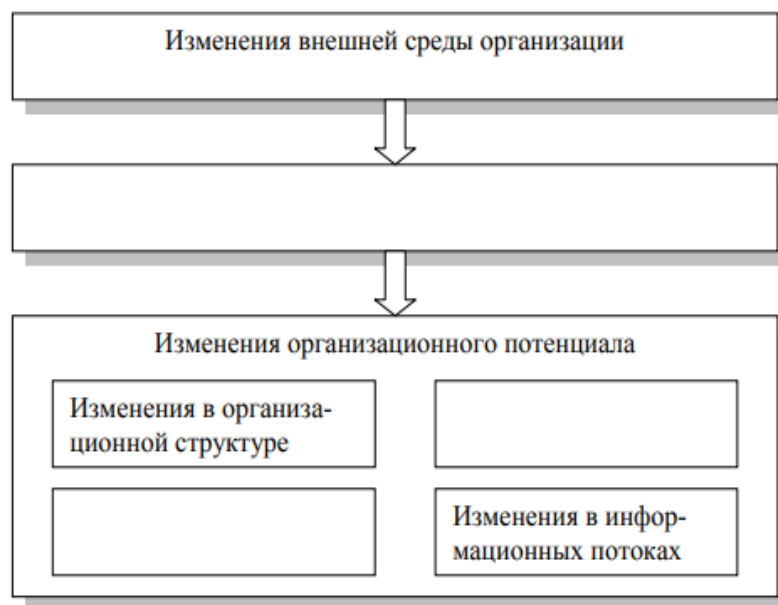 Изменения внешней среды организации
Изменения организационного потенциала
Изменения в организа-
ционной структуре
Изменения в инфор-
мационных потоках